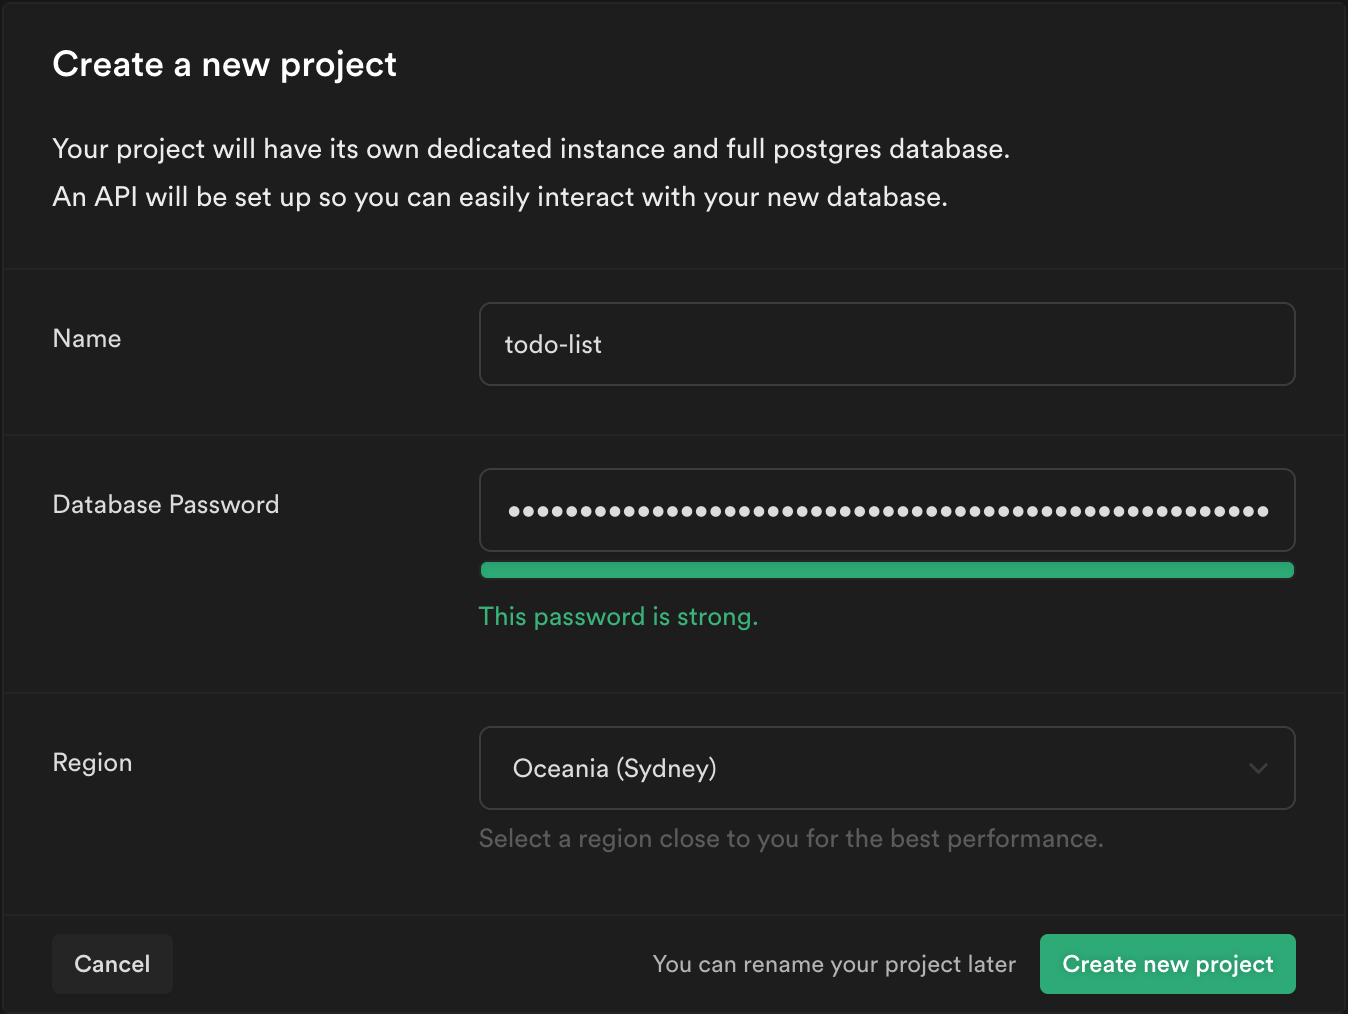 Create a new project
Your project will have its own dedicated instance and full postgres database.
An API will be set up so you can easily interact with your new database.
Name
todo-list
Database Password
•••••••••••••••••••••••••••••••••••••••••••••••••••••
This password is strong.
Region
Oceania (Sydney)
Select a region close to you for the best performance.
Cancel
You can rename your project later
Create new project